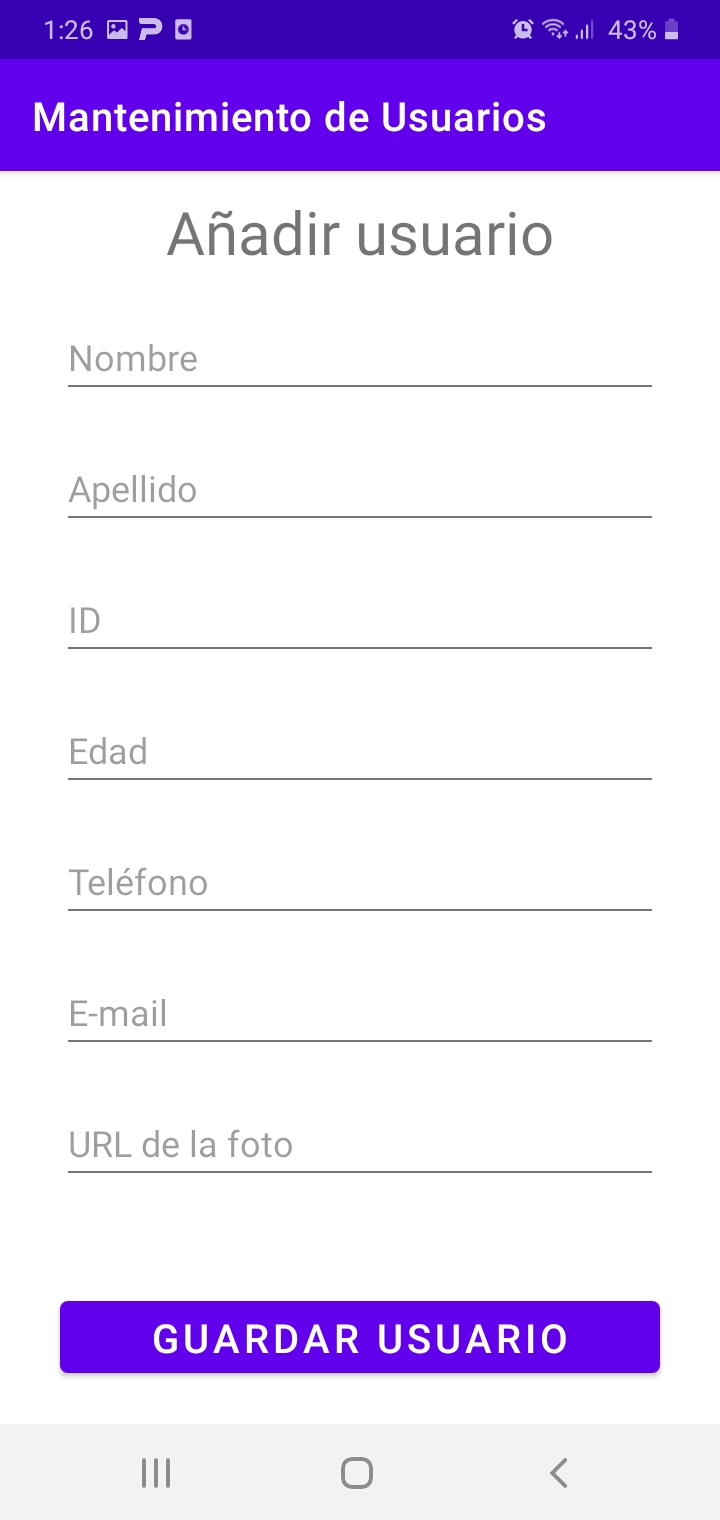 1:26 43%
Mantenimiento de Usuarios
Añadir usuario
Nombre
Apellido
ID
Edad
Teléfono
E-mail
URL de la foto
GUARDAR USUARIO